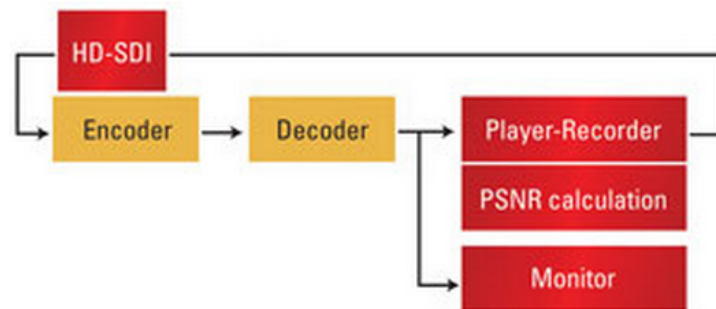 HD-SDI
Encoder
Decoder
Player-Recorder
PSNR calculation
Monitor